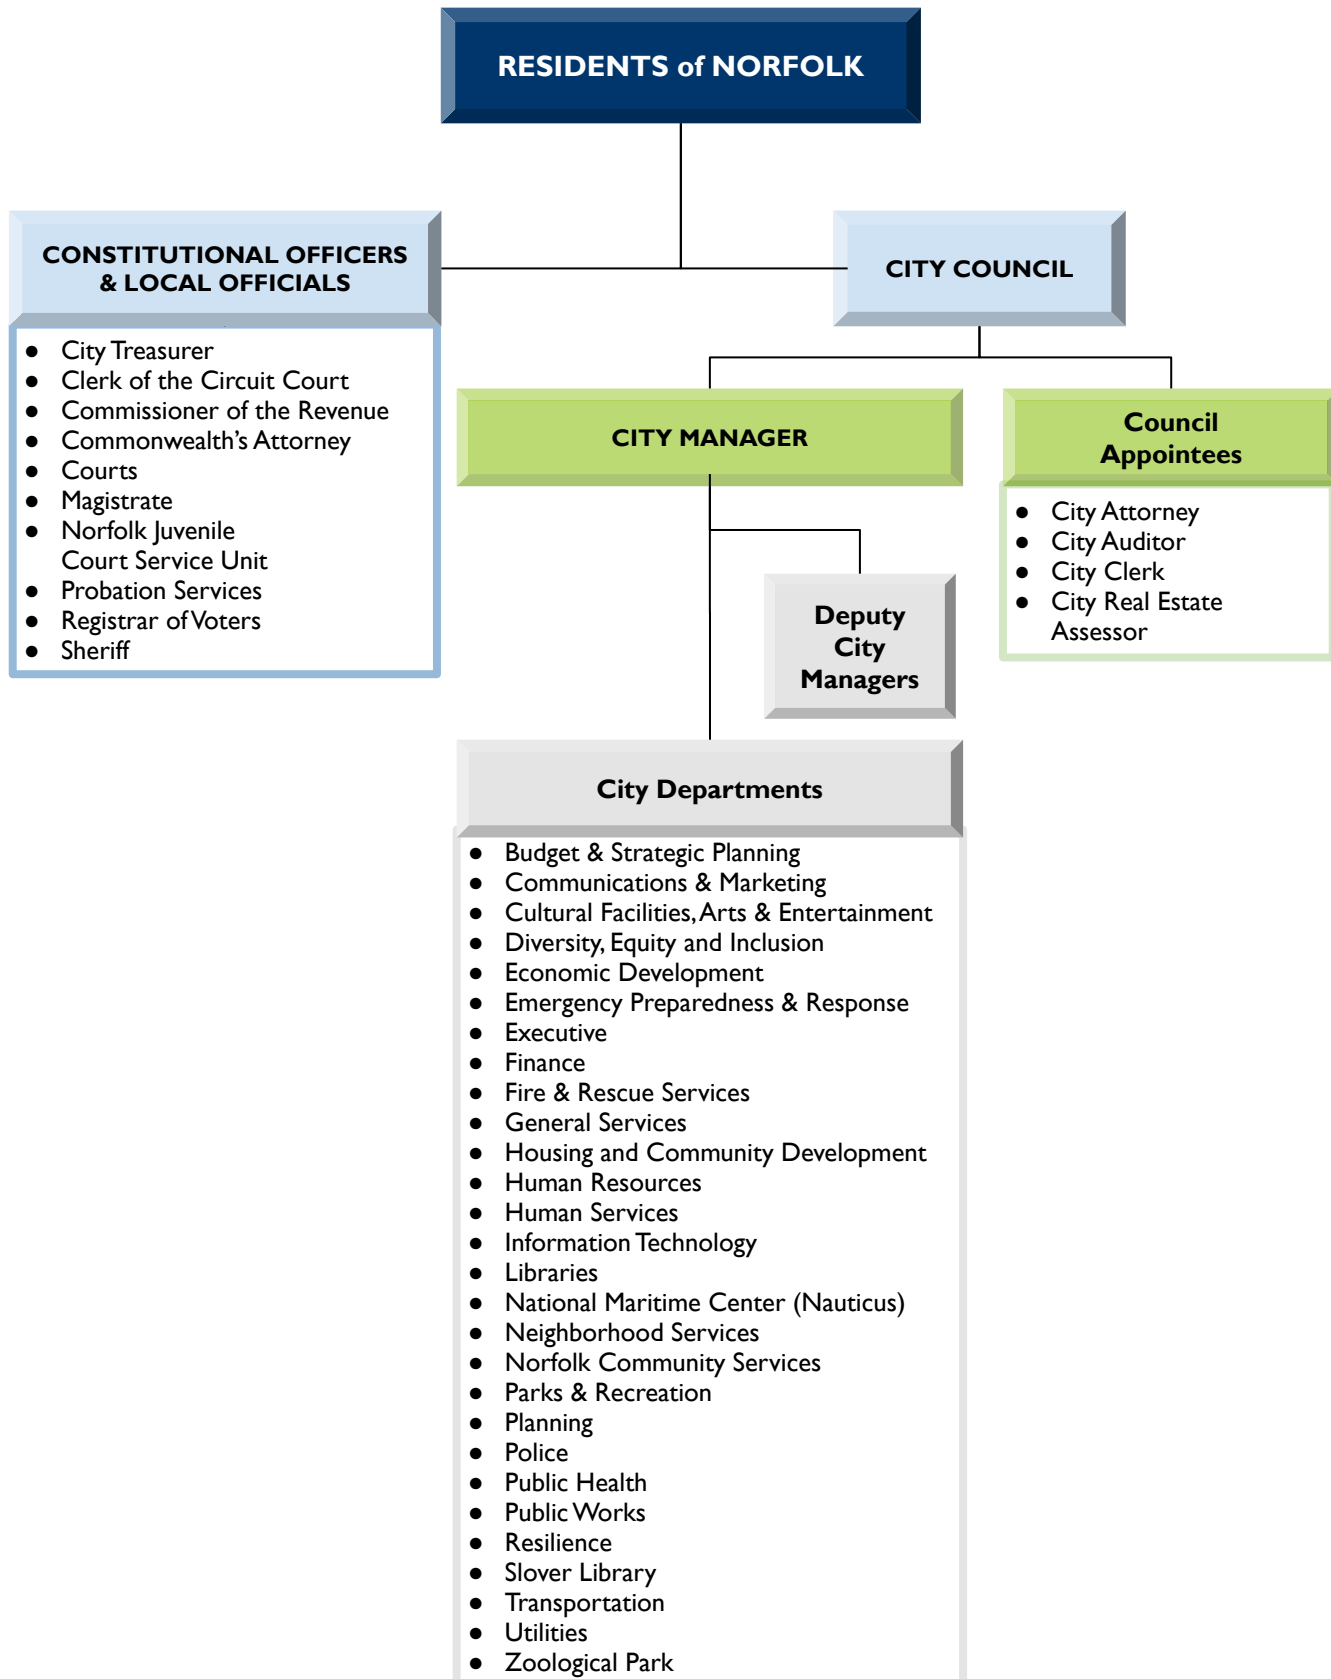 RESIDENTS of NORFOLK
CONSTITUTIONAL OFFICERS
& LOCAL OFFICIALS
● City Treasurer
● Clerk of the Circuit Court
● Commissioner of the Revenue
● Commonwealth's Attorney
● Courts
● Magistrate
● Norfolk Juvenile
Court Service Unit
● Probation Services
● Registrar of Voters
● Sheriff
CITY COUNCIL
CITY MANAGER
Council
Appointees
● City Attorney
● City Auditor
● City Clerk
● City Real Estate
Assessor
Deputy
City
Managers
City Departments
● Budget & Strategic Planning
● Communications & Marketing
● Cultural Facilities, Arts & Entertainment
● Diversity, Equity and Inclusion
● Economic Development
● Emergency Preparedness & Response
● Executive
● Finance
● Fire & Rescue Services
● General Services
● Housing and Community Development
● Human Resources
● Human Services
● Information Technology
● Libraries
● National Maritime Center (Nauticus)
● Neighborhood Services
● Norfolk Community Services
● Parks & Recreation
● Planning
● Police
● Public Health
● Public Works
● Resilience
● Slover Library
● Transportation
● Utilities
● Zoological Park